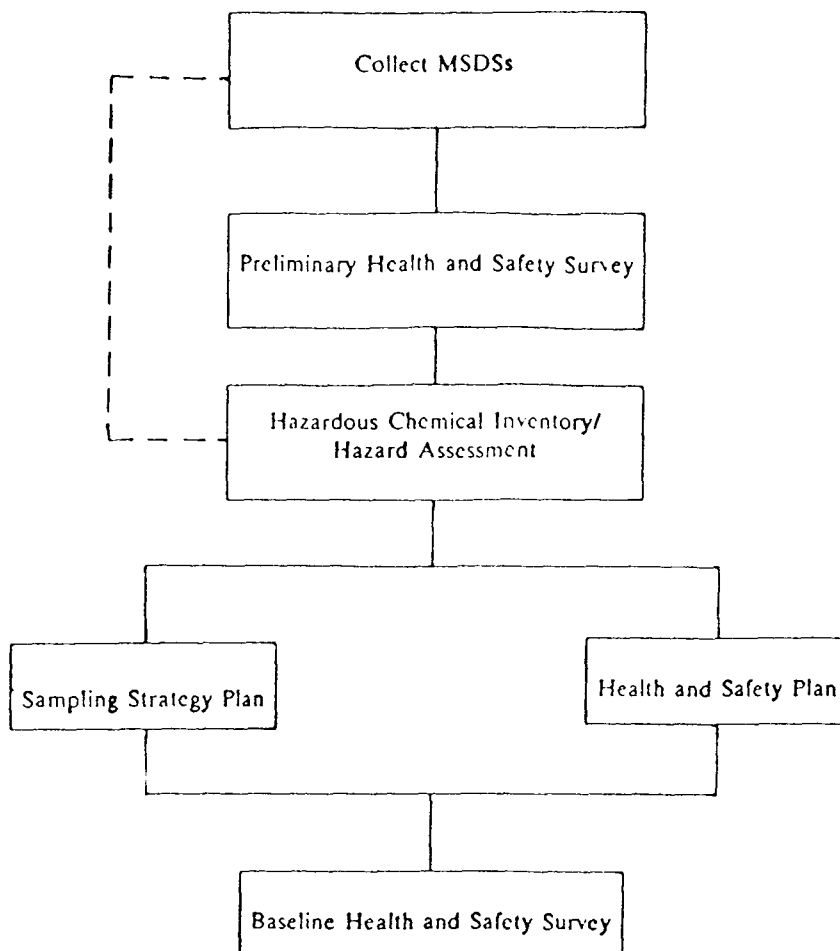 Collect MSDSs
Preliminary Health and Safety Survey
Hazardous Chemical Inventory/
Hazard Assessment
Sampling Strategy Plan
Health and Safety Plan
Baseline Health and Safety Survey